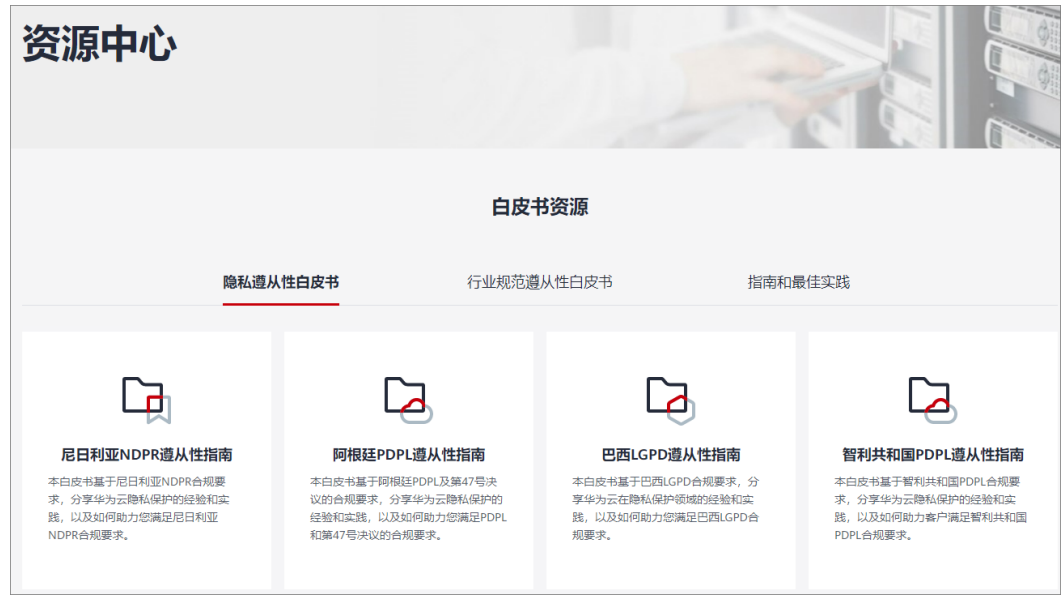 资源中心
白皮书资源
隐私遵从性白皮书
行业规范遵从性白皮书
指南和最佳实践
尼日利亚NDPR遵从性指南
本白皮书基于尼日利亚NDPR合规要
求，分享华为云隐私保护的经验和实
践，以及如何助力您满足尼日利亚
NDPR合规要求。
阿根廷PDPL遵从性指南
本白皮书基于阿根廷PDPL及第47号决
议的合规要求，分享华为云隐私保护的
经验和实践，以及如何助力您满足PDPL
和第47号决议的合规要求。
巴西LGPD遵从性指南
本白皮书基于巴西LGPD合规要求，分
享华为云在隐私保护领域的经验和实
践，以及如何助力您满足巴西LGPD合
规要求。
智利共和国PDPL遵从性指南
本白皮书基于智利共和国PDPL合规要
求，分享华为云隐私保护的经验和实
践，以及如何助力客户满足智利共和国
PDPL合规要求。